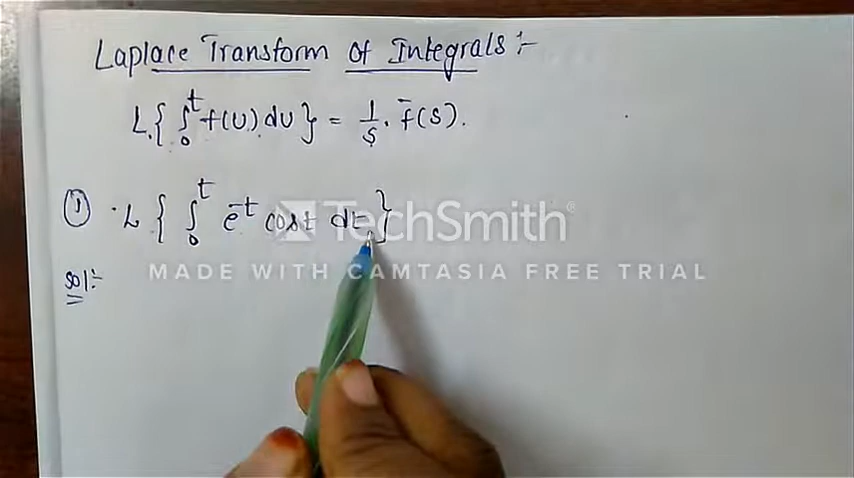 Laplace Transform of Integrals :-
L{ ∫₀ᵗ f(u) du } = 1/s . f̄(s).
① L { ∫₀ᵗ e⁻ᵗ cost dt }
TechSmith®
MADE WITH CAMTASIA FREE TRIAL
Sol:-